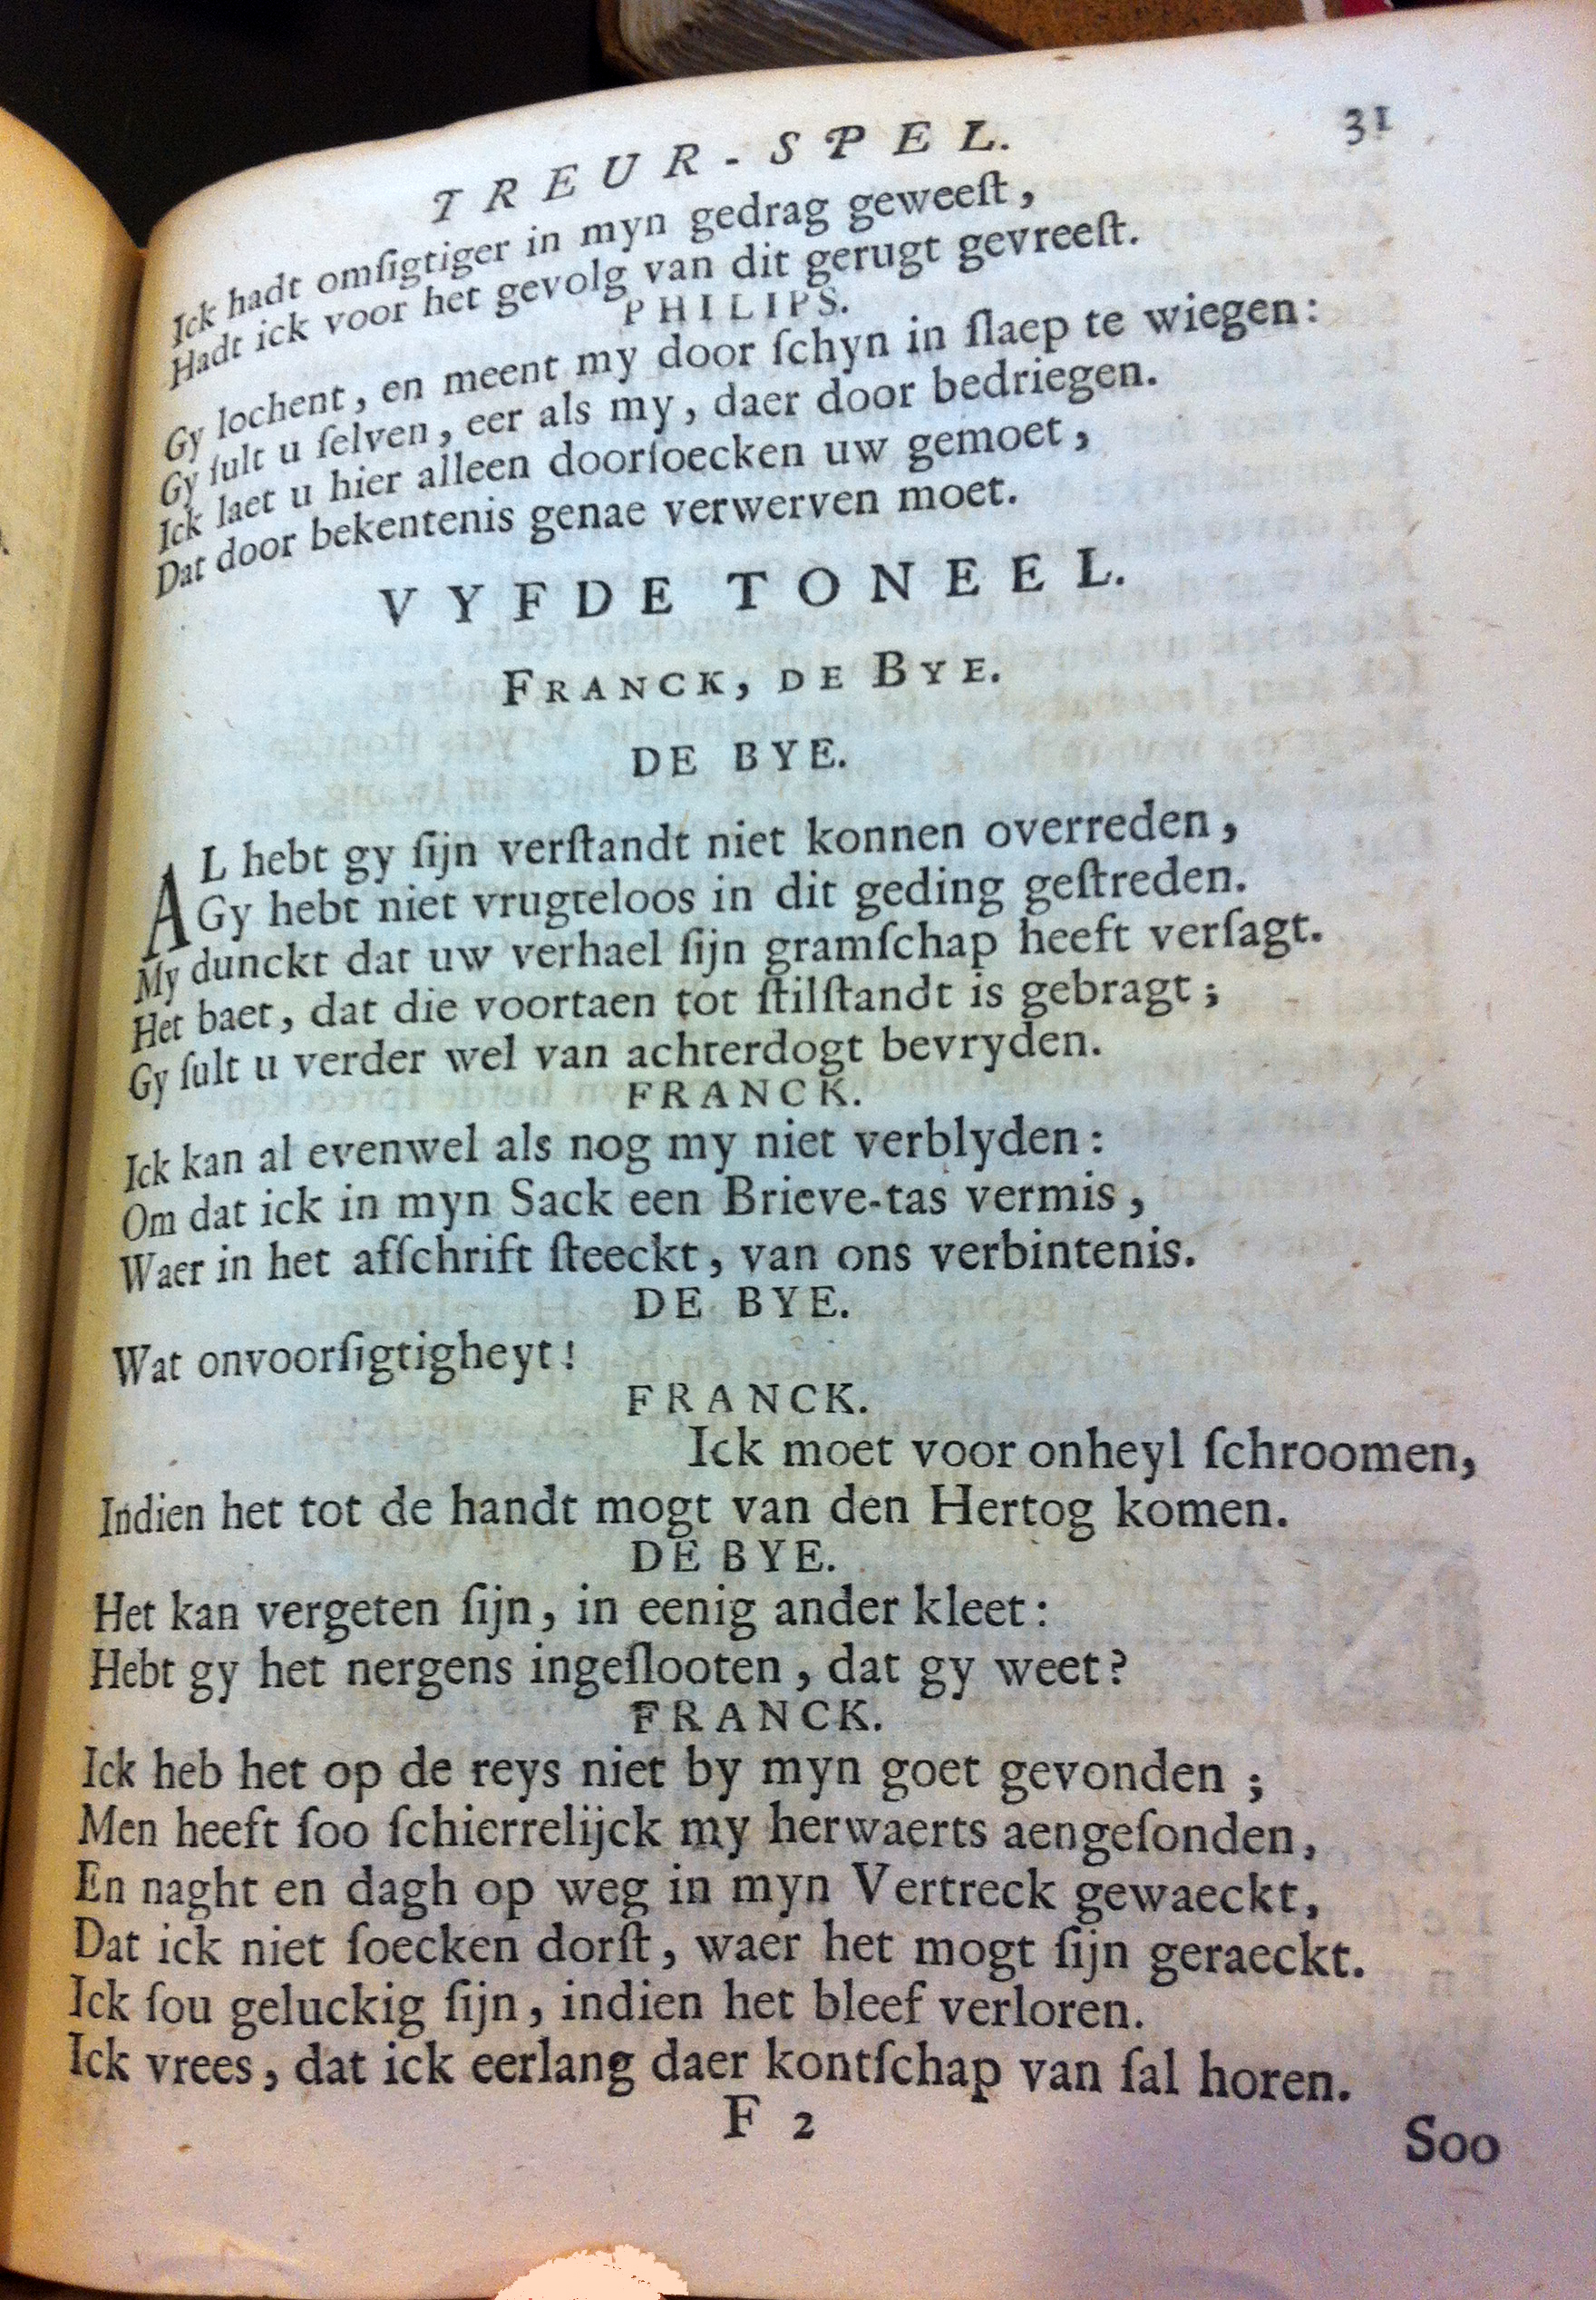 TREUR-SPEL. 31
Ick hadt omſigtiger in myn gedrag geweeſt,
Hadt ick voor het gevolg van dit gerugt gevreeſt.
PHILIPS.
Gy lochent, en meent my door ſchyn in ſlaep te wiegen:
Gy ſult u ſelven, eer als my, daer door bedriegen.
Ick laet u hier alleen doorſoecken uw gemoet,
Dat door bekentenis genae verwerven moet.
VYFDE TONEEL.
FRANCK, DE BYE.
DE BYE.
AL hebt gy ſijn verſtandt niet konnen overreden,
Gy hebt niet vrugteloos in dit geding geſtreden.
My dunckt dat uw verhael ſijn gramſchap heeft verſagt.
Het baet, dat die voortaen tot ſtilſtandt is gebragt;
Gy ſult u verder wel van achterdogt bevryden.
FRANCK.
Ick kan al evenwel als nog my niet verblyden:
Om dat ick in myn Sack een Brieve-tas vermis,
Waer in het afſchrift ſteeckt, van ons verbintenis.
DE BYE.
Wat onvoorſigtigheyt!
FRANCK.
Ick moet voor onheyl ſchroomen,
Indien het tot de handt mogt van den Hertog komen.
DE BYE.
Het kan vergeten ſijn, in eenig ander kleet:
Hebt gy het nergens ingeſlooten, dat gy weet?
FRANCK.
Ick heb het op de reys niet by myn goet gevonden;
Men heeft ſoo ſchierrelijck my herwaerts aengeſonden,
En naght en dagh op weg in myn Vertreck gewaeckt,
Dat ick niet ſoecken dorſt, waer het mogt ſijn geraeckt.
Ick ſou geluckig ſijn, indien het bleef verloren.
Ick vrees, dat ick eerlang daer kontſchap van ſal horen.
F 2
Soo